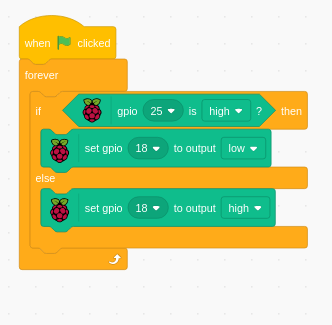 when clicked
forever
if gpio 25 is high ? then
set gpio 18 to output low
else
set gpio 18 to output high